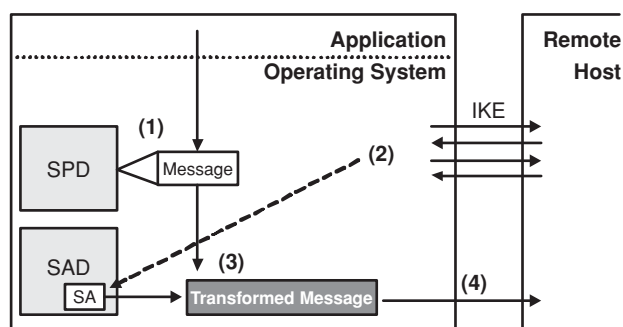 Application
Remote
Operating System
Host
IKE
(1)
(2)
SPD
Message
(3)
SAD
SA
Transformed Message
(4)